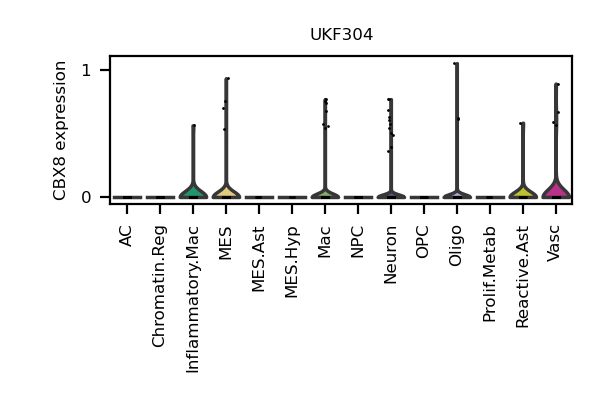 UKF304
CBX8 expression
1
0
AC
Chromatin.Reg
Inflammatory.Mac
MES
MES.Ast
MES.Hyp
Mac
NPC
Neuron
OPC
Oligo
Prolif.Metab
Reactive.Ast
Vasc